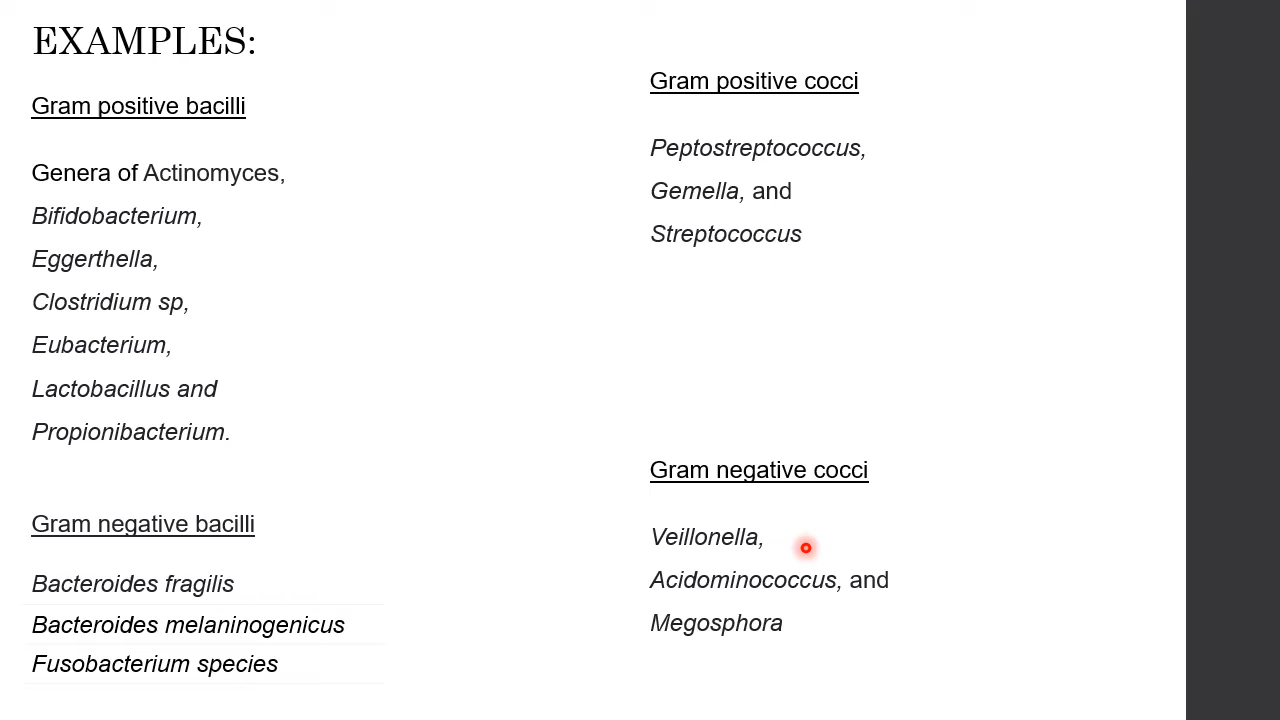 EXAMPLES:
Gram positive bacilli
Genera of Actinomyces,
Bifidobacterium,
Eggerthella,
Clostridium sp,
Eubacterium,
Lactobacillus and
Propionibacterium.
Gram negative bacilli
Bacteroides fragilis
Bacteroides melaninogenicus
Fusobacterium species
Gram positive cocci
Peptostreptococcus,
Gemella, and
Streptococcus
Gram negative cocci
Veillonella,
Acidominococcus, and
Megosphora